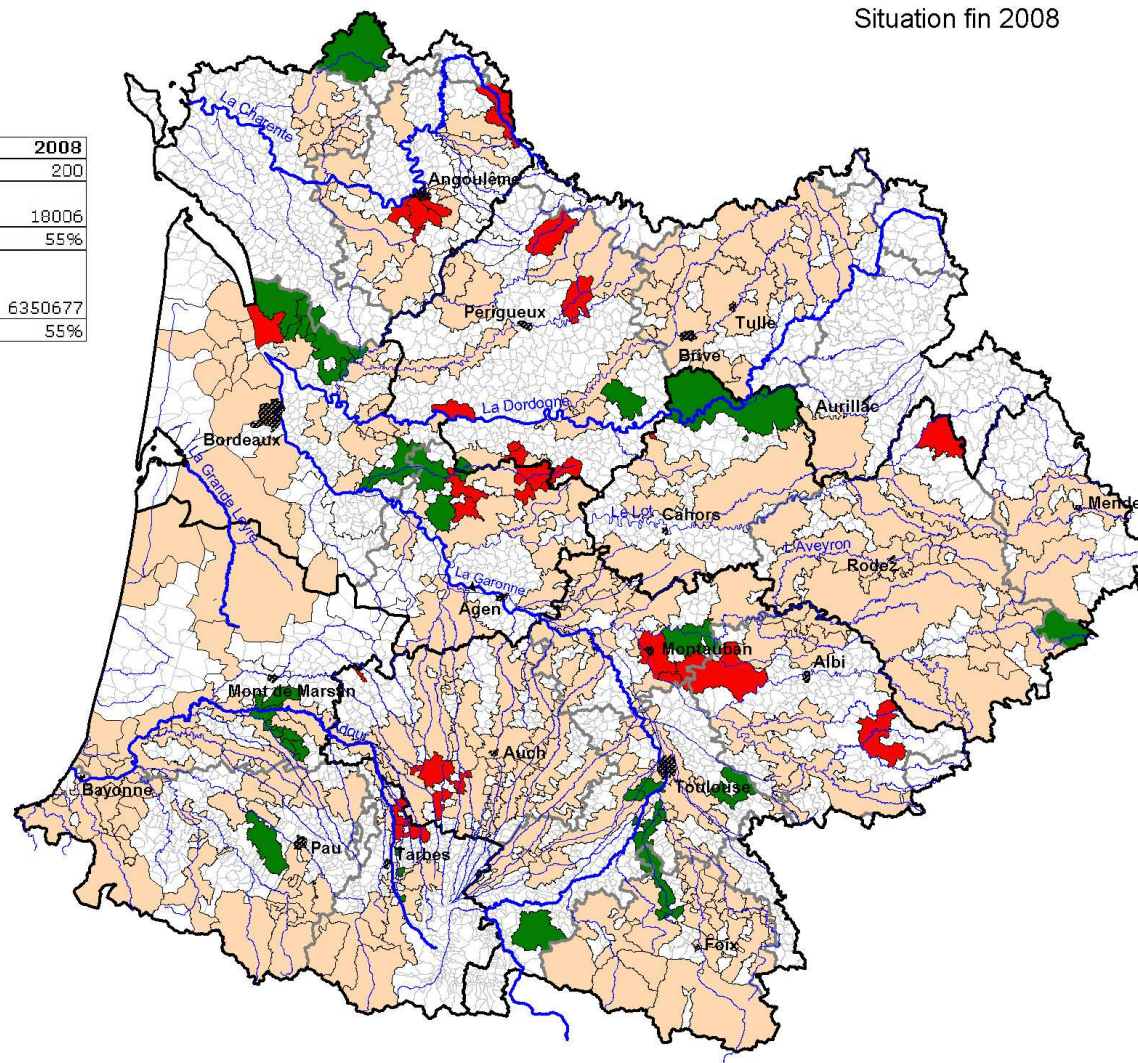 Situation fin 2008
2008
200
18006
55%
6350677
55%
La Charente
Angoulême
Périgueux
Tulle
Brive
La Dordogne
Aurillac
Bordeaux
La Grande Leyre
Le Lot
Cahors
Mende
L'Aveyron
Rodez
La Garonne
Agen
Montauban
Albi
Mont de Marsan
Adour
Auch
Toulouse
Bayonne
Pau
Tarbes
Foix